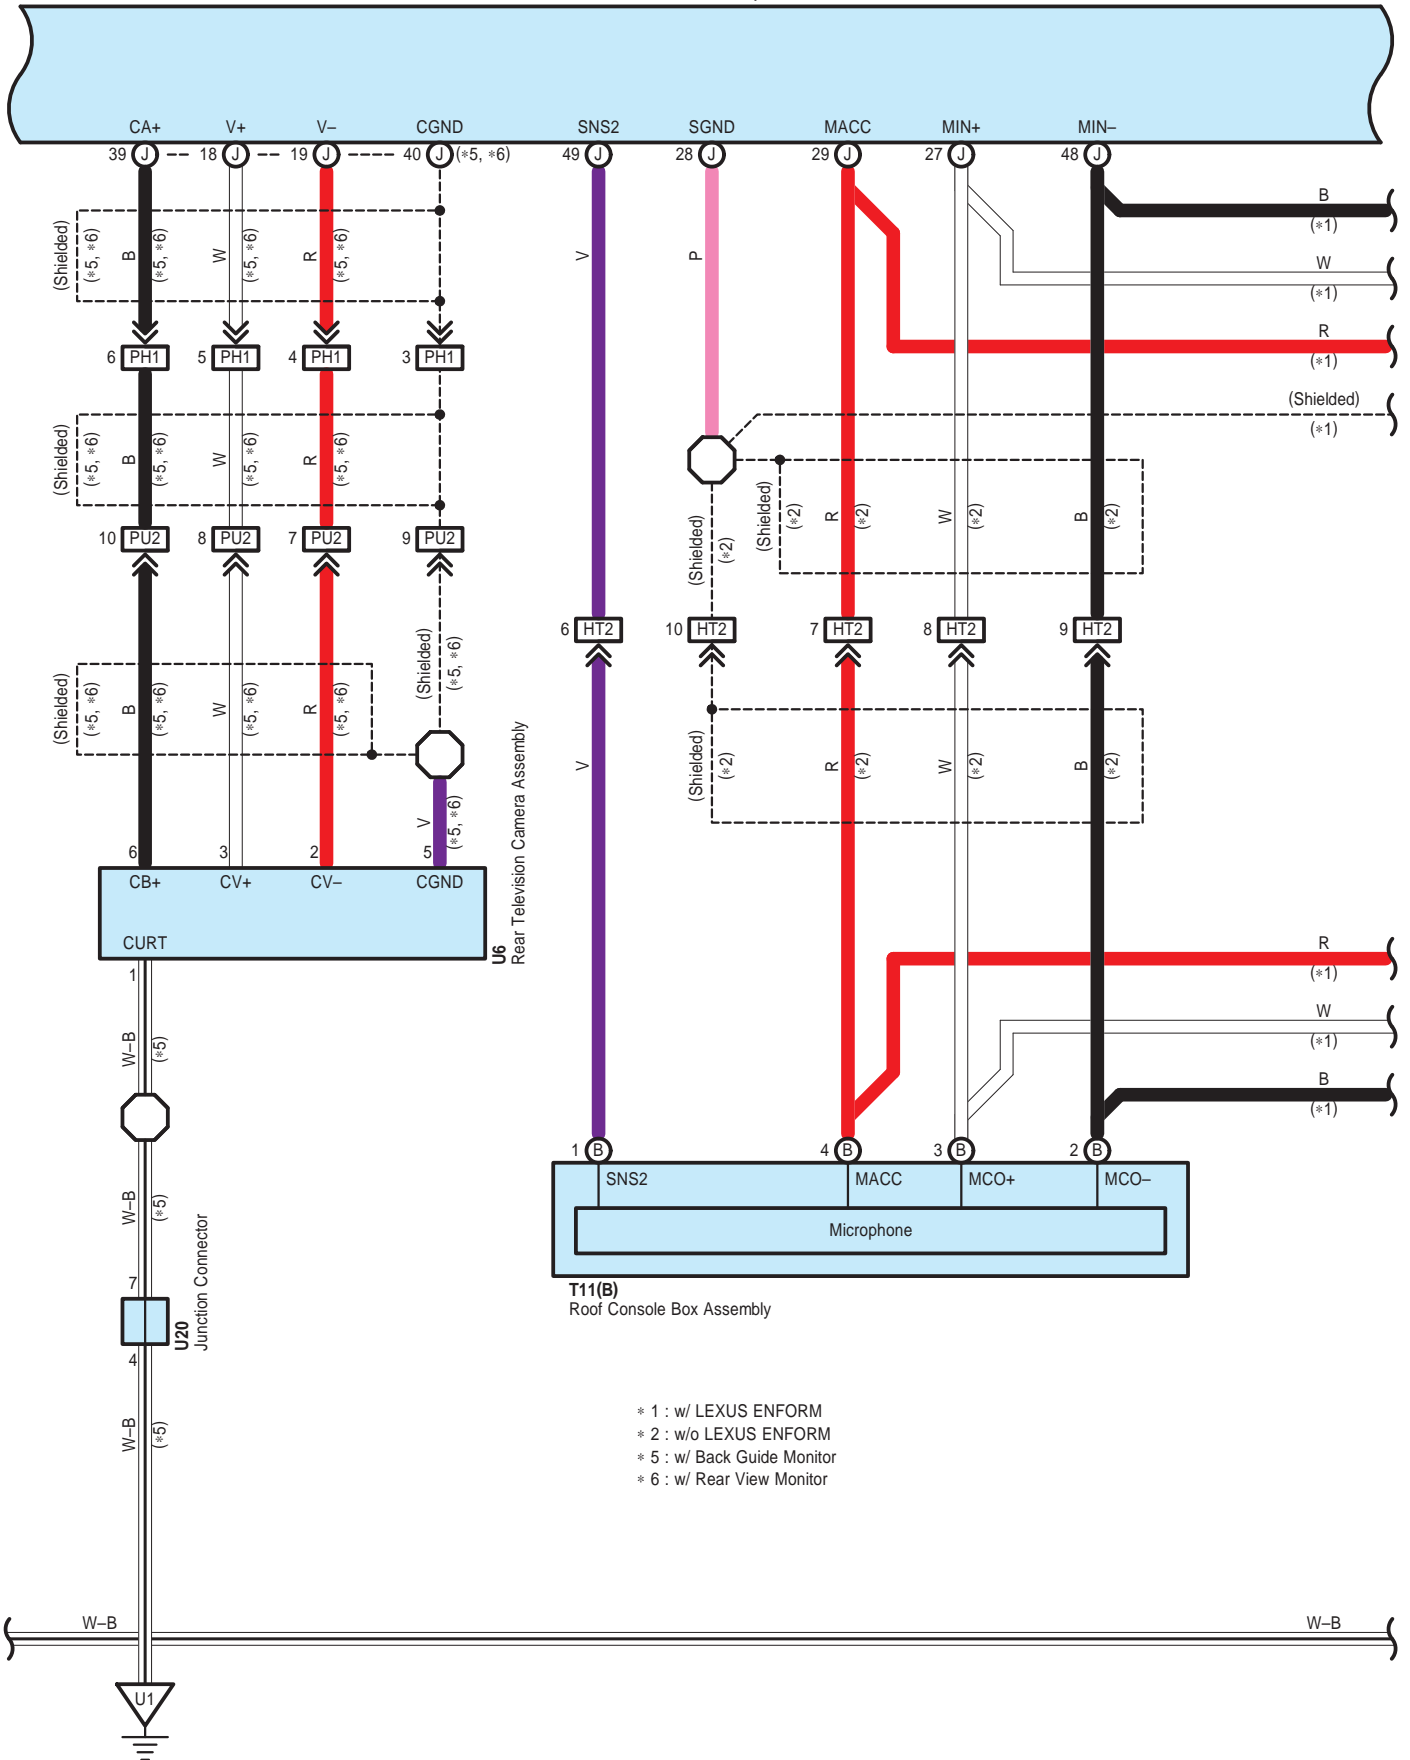 CA+ V+ V– CGND SNS2 SGND MACC MIN+ MIN–
39 J 18 J 19 J 40 J (∗5, ∗6) 49 J 28 J 29 J 27 J 48 J
B
(∗1)
W
(∗1)
R
(∗1)
(Shielded)
(∗1)
(Shielded)
(∗5, ∗6)
B
(∗5, ∗6)
W
(∗5, ∗6)
R
(∗5, ∗6)
V
P
6 PH1 5 PH1 4 PH1 3 PH1
(Shielded)
(∗5, ∗6)
B
(∗5, ∗6)
W
(∗5, ∗6)
R
(∗5, ∗6)
(Shielded)
(∗2)
(Shielded)
(∗2)
R
(∗2)
W
(∗2)
B
(∗2)
10 PU2 8 PU2 7 PU2 9 PU2
6 HT2 10 HT2 7 HT2 8 HT2 9 HT2
(Shielded)
(∗5, ∗6)
B
(∗5, ∗6)
W
(∗5, ∗6)
R
(∗5, ∗6)
(Shielded)
(∗5, ∗6)
V
(∗5, ∗6)
V
(Shielded)
(∗2)
R
(∗2)
W
(∗2)
B
(∗2)
6 3 2 5
CB+ CV+ CV– CGND
CURT
U6
Rear Television Camera Assembly
1
W–B
(∗5)
R
(∗1)
W
(∗1)
B
(∗1)
1 B 4 B 3 B 2 B
SNS2 MACC MCO+ MCO–
Microphone
T11(B)
Roof Console Box Assembly
W–B
(∗5)
7
U20
Junction Connector
4
W–B
(∗5)
∗ 1 : w/ LEXUS ENFORM
∗ 2 : w/o LEXUS ENFORM
∗ 5 : w/ Back Guide Monitor
∗ 6 : w/ Rear View Monitor
W–B W–B
U1